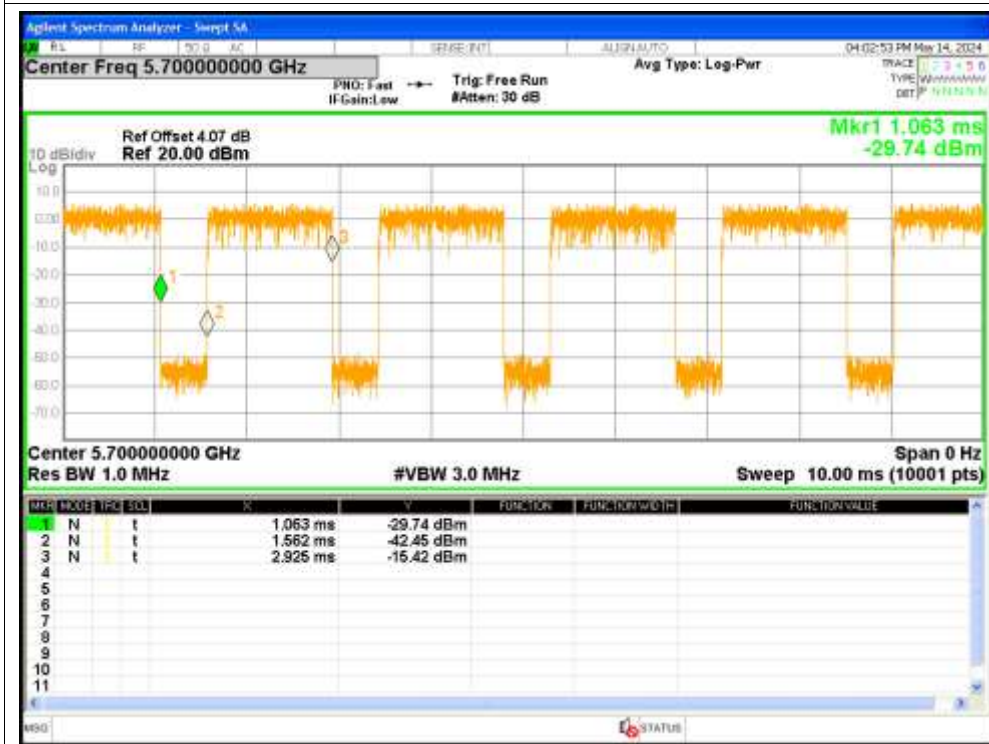 Agilent Spectrum Analyzer - Swept SA
RL RF 50 Ω AC SENSE:INT ALIGNAUTO 04:02:53 PM May 14, 2024
Center Freq 5.700000000 GHz
PNO: Fast
IFGain:Low
Trig: Free Run
#Atten: 30 dB
Avg Type: Log-Pwr
TRACE 1 2 3 4 5 6
TYPE
DET P N N N N N
Ref Offset 4.07 dB
10 dB/div Ref 20.00 dBm
Log
Mkr1 1.063 ms
-29.74 dBm
10.0
0.00
-10.0
-20.0
-30.0
-40.0
-50.0
-60.0
-70.0
1
2
3
Center 5.700000000 GHz Span 0 Hz
Res BW 1.0 MHz #VBW 3.0 MHz Sweep 10.00 ms (10001 pts)
MKR MODE TRC SCL X Y FUNCTION FUNCTION WIDTH FUNCTION VALUE
1 N t 1.063 ms -29.74 dBm
2 N t 1.562 ms -42.45 dBm
3 N t 2.925 ms -15.42 dBm
4
5
6
7
8
9
10
11
MSG STATUS